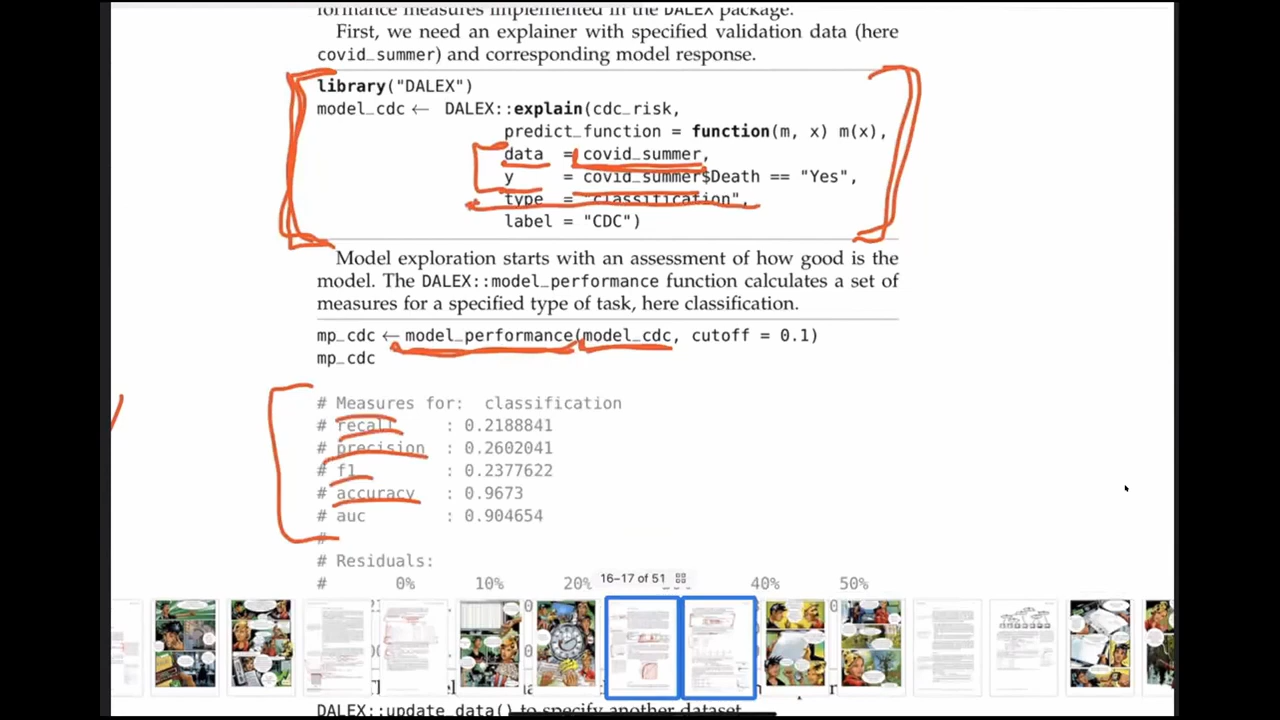 formance measures implemented in the DALEX package.
First, we need an explainer with specified validation data (here
covid_summer) and corresponding model response.
library("DALEX")
model_cdc ← DALEX::explain(cdc_risk,
predict_function = function(m, x) m(x),
data = covid_summer,
y = covid_summer$Death == "Yes",
type = "classification",
label = "CDC")
Model exploration starts with an assessment of how good is the
model. The DALEX::model_performance function calculates a set of
measures for a specified type of task, here classification.
mp_cdc ← model_performance(model_cdc, cutoff = 0.1)
mp_cdc
# Measures for: classification
# recall : 0.2188841
# precision : 0.2602041
# f1 : 0.2377622
# accuracy : 0.9673
# auc : 0.904654
#
# Residuals:
# 0% 10% 20% 40% 50%
16–17 of 51
DALEX::update_data() to specify another dataset.